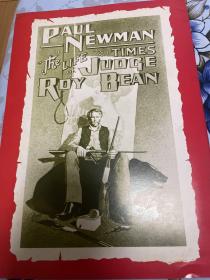 PAUL
NEWMAN
"The LIFE AND TIMES
OF JUDGE
ROY BEAN